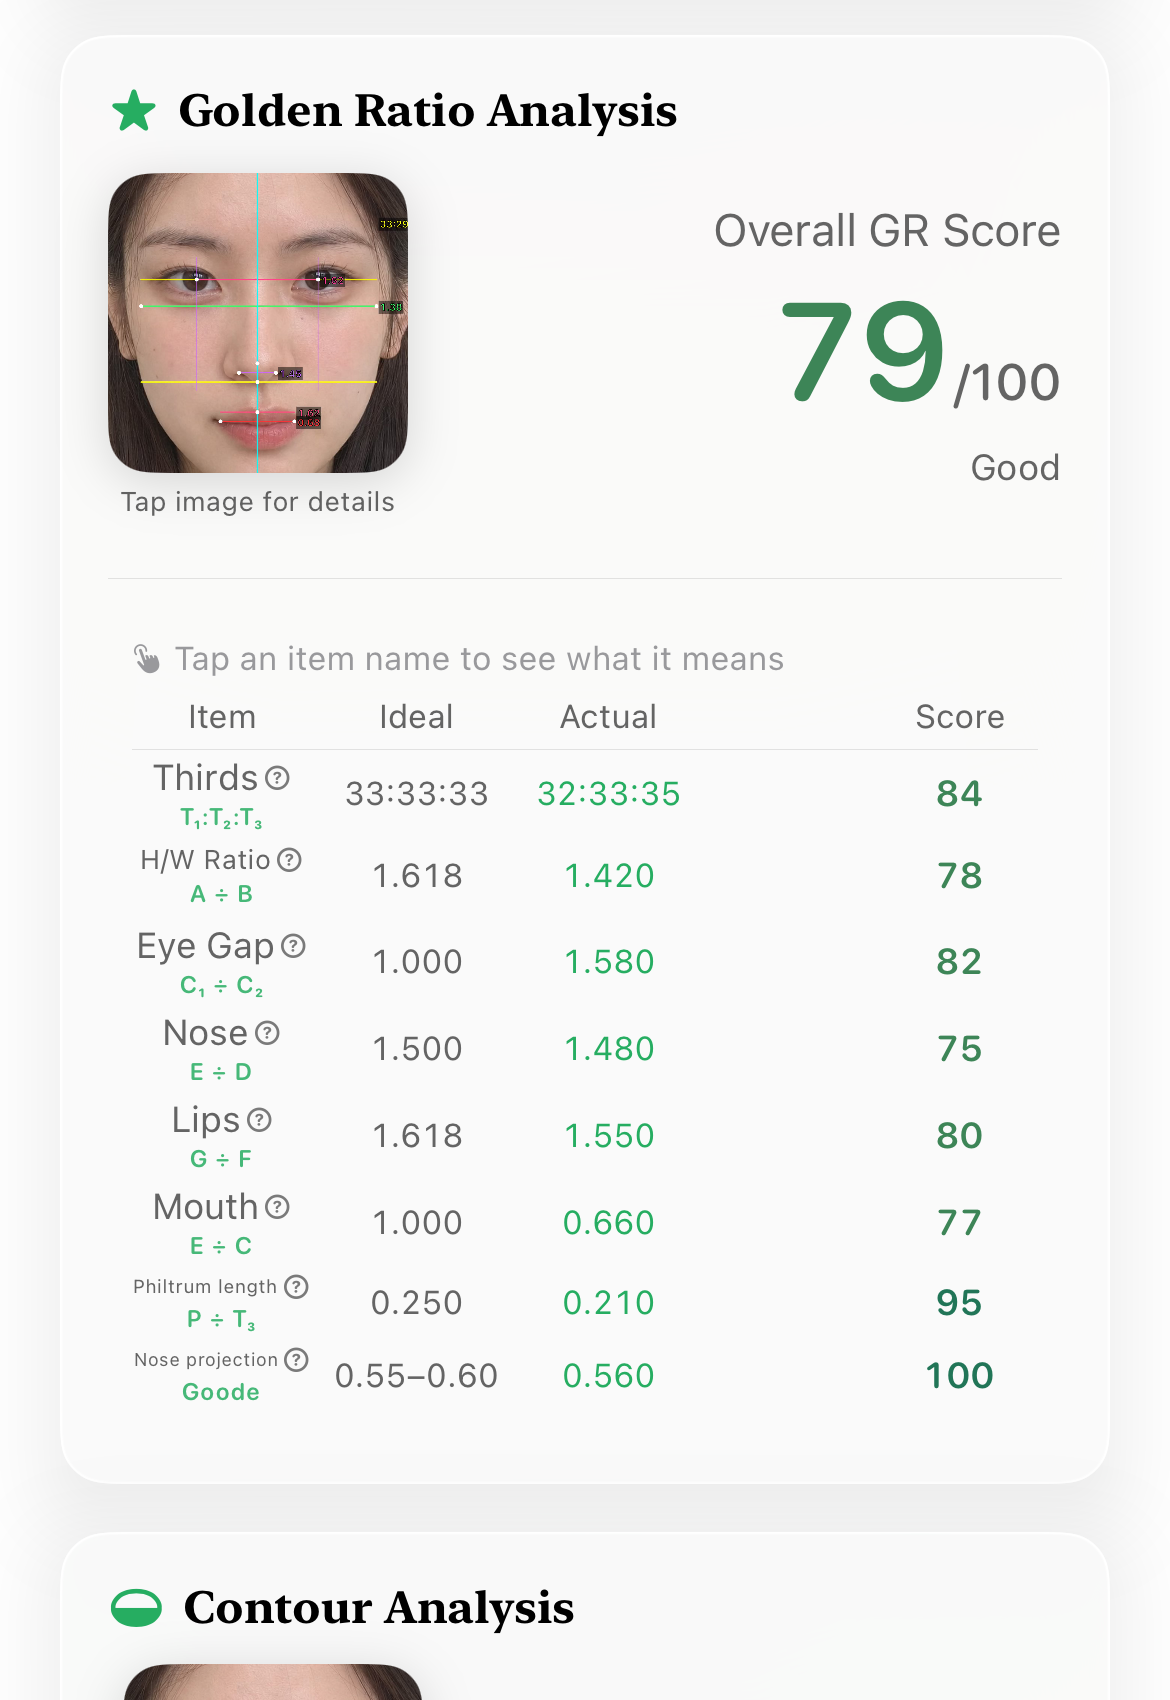 Golden Ratio Analysis
33:29
1.38
Overall GR Score
79/100
Good
Tap image for details
Tap an item name to see what it means
Item Ideal Actual Score
Thirds ? 33:33:33 32:33:35 84
T₁:T₂:T₃
H/W Ratio ? 1.618 1.420 78
A ÷ B
Eye Gap ? 1.000 1.580 82
C₁ ÷ C₂
Nose ? 1.500 1.480 75
E ÷ D
Lips ? 1.618 1.550 80
G ÷ F
Mouth ? 1.000 0.660 77
E ÷ C
Philtrum length ? 0.250 0.210 95
P ÷ T₃
Nose projection ? 0.55–0.60 0.560 100
Goode
Contour Analysis